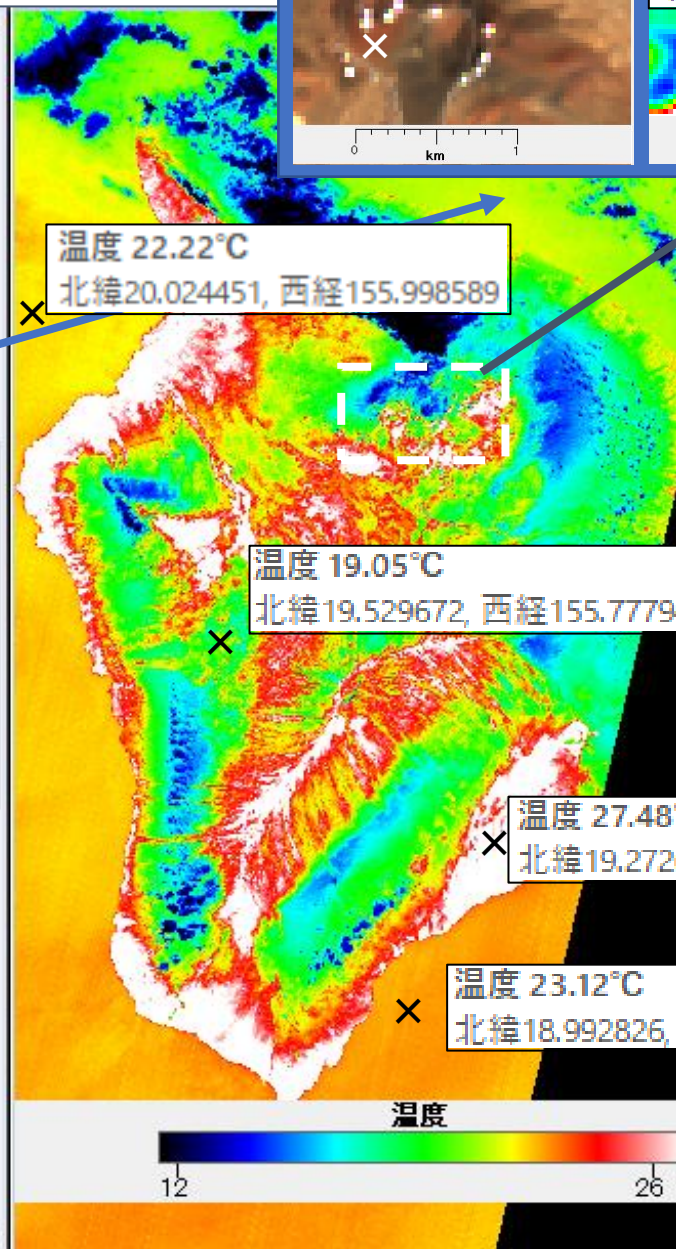 0
1
km
温度 22.22°C
北緯20.024451, 西経155.998589
温度 19.05°C
北緯19.529672, 西経155.7779
温度 27.48
北緯19.272
温度 23.12°C
北緯18.992826,
温度
12
26